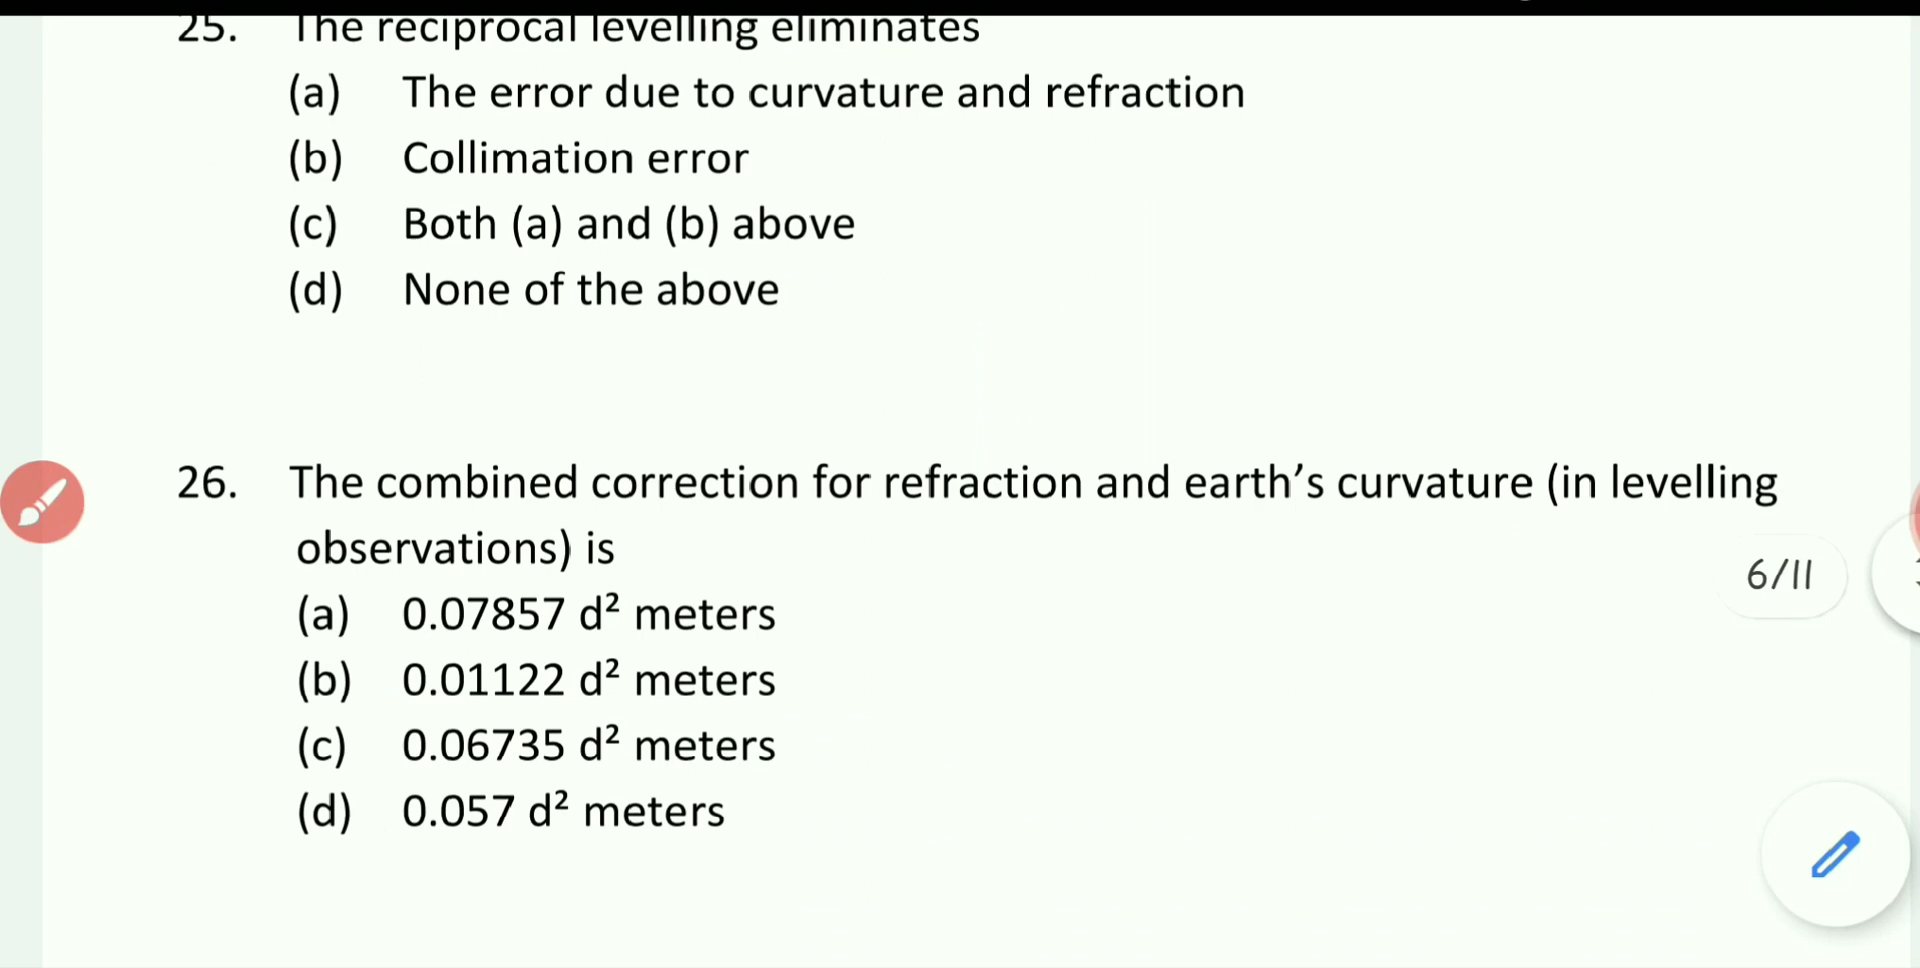 25. The reciprocal levelling eliminates
(a) The error due to curvature and refraction
(b) Collimation error
(c) Both (a) and (b) above
(d) None of the above
26. The combined correction for refraction and earth’s curvature (in levelling
observations) is
6/11
(a) 0.07857 d² meters
(b) 0.01122 d² meters
(c) 0.06735 d² meters
(d) 0.057 d² meters